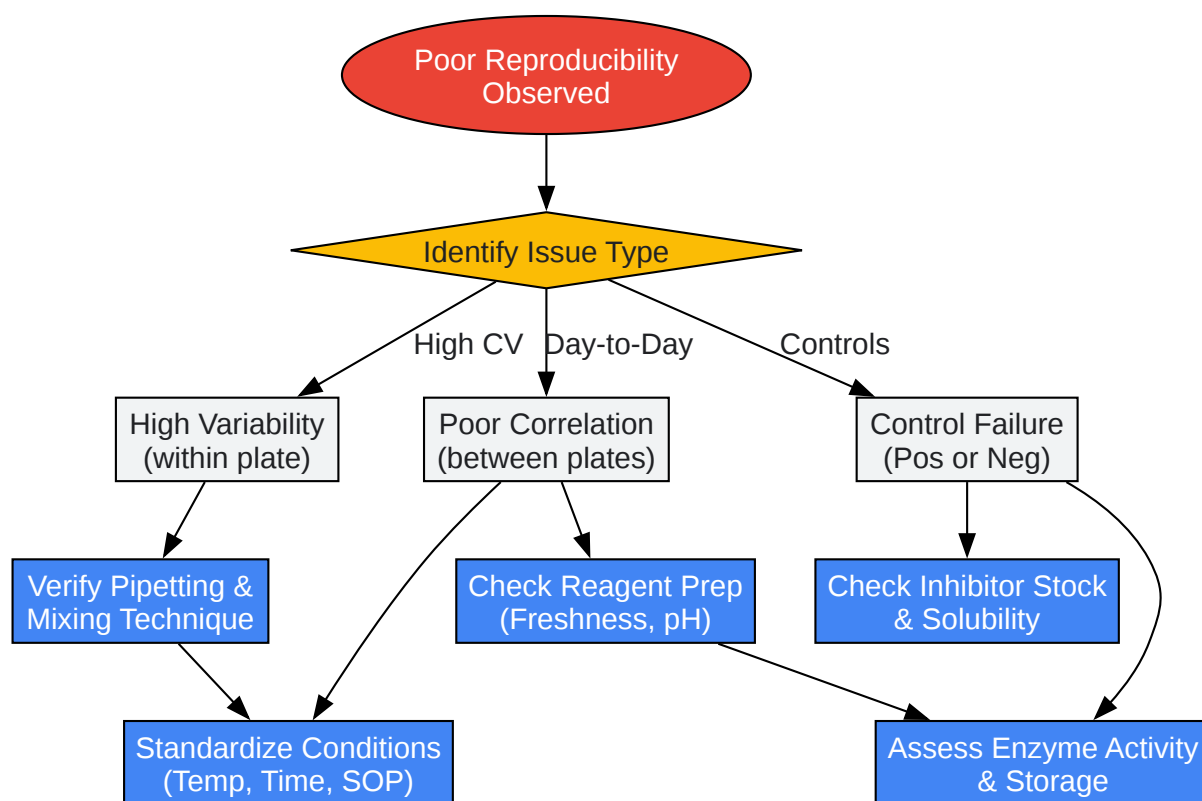 Poor Reproducibility
Observed
Identify Issue Type
High CV
Day-to-Day
Controls
High Variability
(within plate)
Poor Correlation
(between plates)
Control Failure
(Pos or Neg)
Verify Pipetting &
Mixing Technique
Check Reagent Prep
(Freshness, pH)
Check Inhibitor Stock
& Solubility
Standardize Conditions
(Temp, Time, SOP)
Assess Enzyme Activity
& Storage